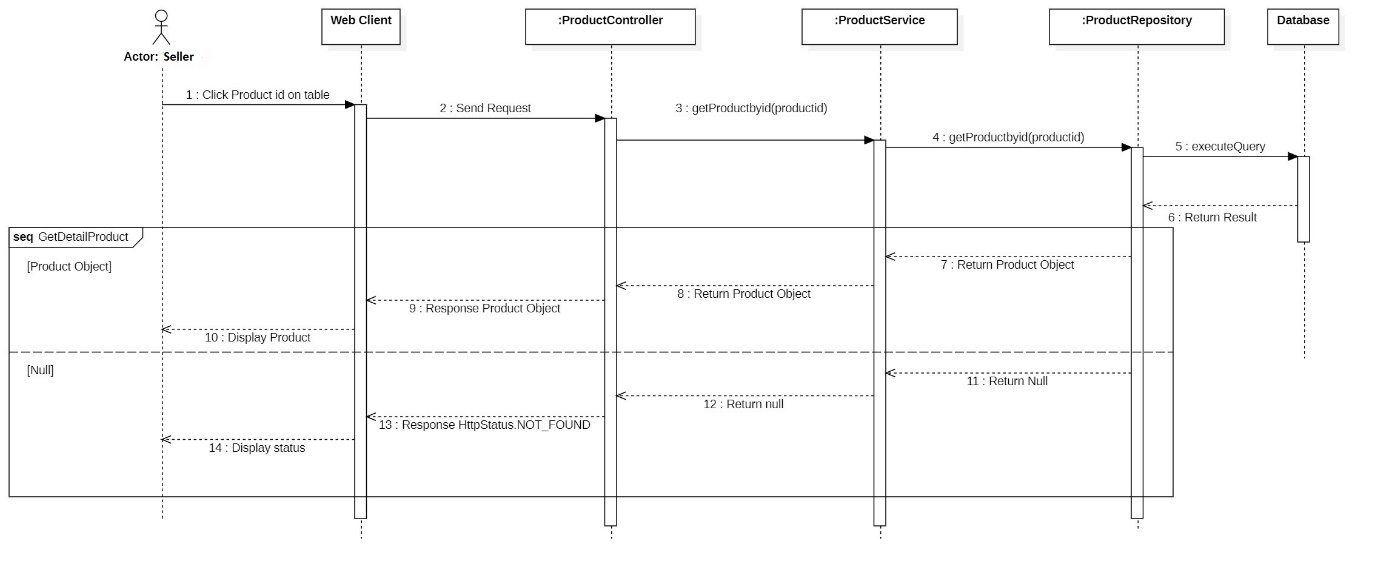 Web Client
:ProductController
:ProductService
:ProductRepository
Database
Actor: Seller
1 : Click Product id on table
2 : Send Request
3 : getProductbyid(productid)
4 : getProductbyid(productid)
5 : executeQuery
6 : Return Result
seq GetDetailProduct
[Product Object]
7 : Return Product Object
8 : Return Product Object
9 : Response Product Object
10 : Display Product
[Null]
11 : Return Null
12 : Return null
13 : Response HttpStatus.NOT_FOUND
14 : Display status